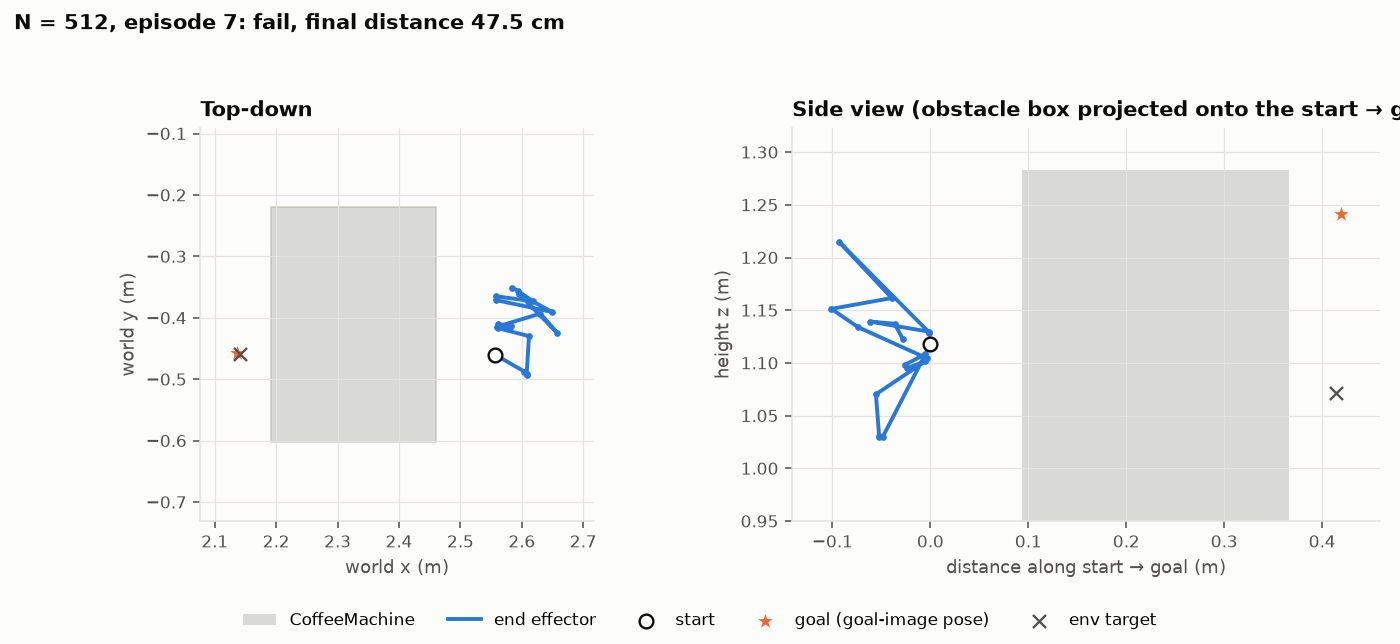 N = 512, episode 7: fail, final distance 47.5 cm
Top-down
−0.1
−0.2
−0.3
−0.4
−0.5
−0.6
−0.7
world y (m)
2.1 2.2 2.3 2.4 2.5 2.6 2.7
world x (m)
Side view (obstacle box projected onto the start → g
1.30
1.25
1.20
1.15
1.10
1.05
1.00
0.95
height z (m)
−0.1 0.0 0.1 0.2 0.3 0.4
distance along start → goal (m)
CoffeeMachine end effector start goal (goal-image pose) env target